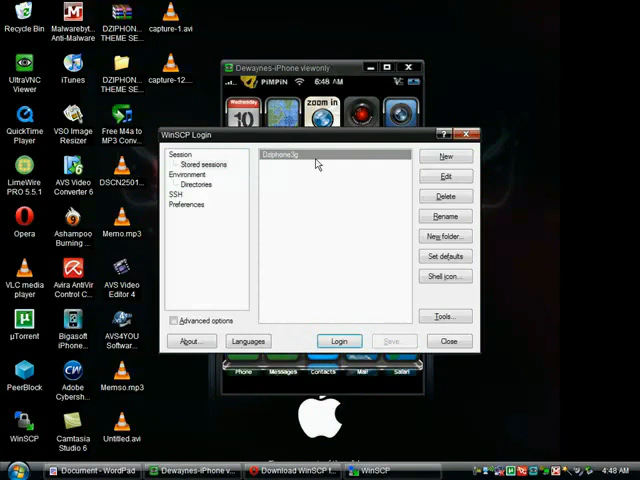 Recycle Bin
Malwarebyt...
Anti-Malware
DZIPHON...
THEME SE...
capture-1.avi
UltraVNC
Viewer
iTunes
DZIPHON...
THEME SE...
capture-12....
QuickTime
Player
VSO Image
Resizer
Free M4a to
MP3 Conv...
LimeWire
PRO 5.5.1
AVS Video
Converter 6
DSCN2501...
Opera
Ashampoo
Burning ...
Memo.mp3
VLC media
player
Avira AntiVir
Control C...
AVS Video
Editor 4
µTorrent
Bigasoft
iPhone...
AVS4YOU
Software...
PeerBlock
Adobe
Cybersh...
Memo.mp3
WinSCP
Camtasia
Studio 6
Untitled.avi
Dewaynes-iPhone viewonly
PiMPiN
6:48 AM
Wednesday
10
zoom in
WinSCP Login
Session
Stored sessions
Environment
Directories
SSH
Preferences
Dziphone3g
New
Edit
Delete
Rename
New folder...
Set defaults
Shell icon...
Tools...
Advanced options
About...
Languages
Login
Save...
Close
Phone
Messages
Contacts
Mail
Safari
Document - WordPad
Dewaynes-iPhone v...
Download WinSCP f...
WinSCP
4:48 AM